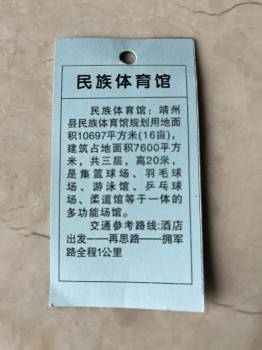 民族体育馆
民族体育馆：靖州
县民族体育馆规划用地面
积10697平方米(16亩)，
建筑占地面积7600平方
米，共三层，高20米，
是集篮球场、羽毛球
场、游泳馆、乒乓球
场、柔道馆等于一体的
多功能场馆。
交通参考路线:酒店
出发——再思路——拥军
路全程1公里